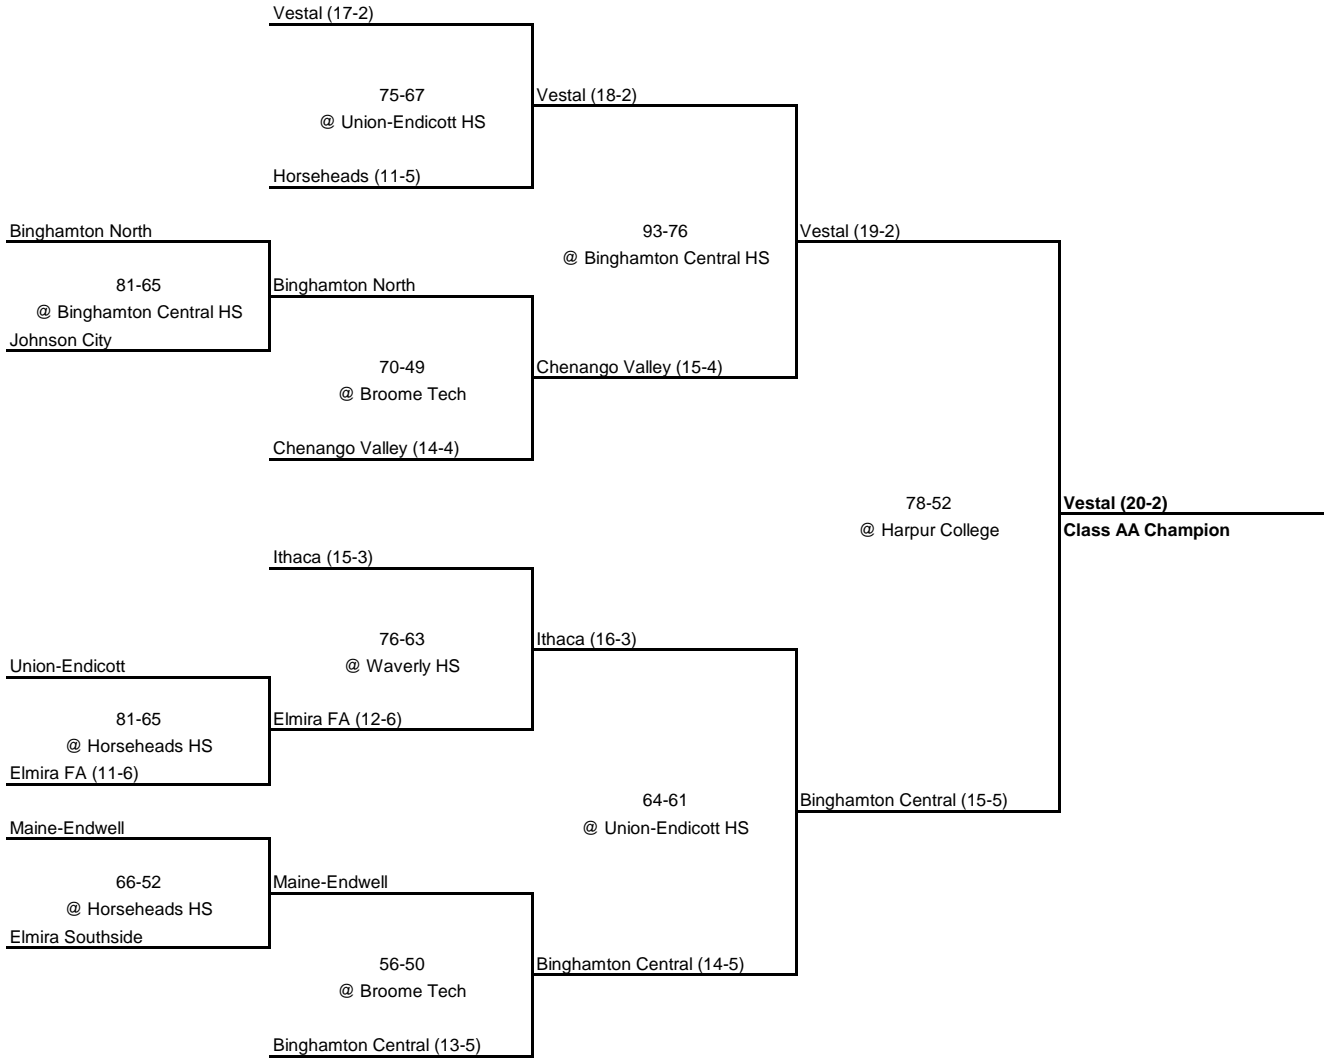 Vestal (17-2)
75-67
@ Union-Endicott HS
Vestal (18-2)
Horseheads (11-5)
Binghamton North
93-76
@ Binghamton Central HS
Vestal (19-2)
81-65
@ Binghamton Central HS
Binghamton North
Johnson City
70-49
@ Broome Tech
Chenango Valley (15-4)
Chenango Valley (14-4)
78-52
@ Harpur College
Vestal (20-2)
Class AA Champion
Ithaca (15-3)
76-63
@ Waverly HS
Ithaca (16-3)
Union-Endicott
81-65
@ Horseheads HS
Elmira FA (12-6)
Elmira FA (11-6)
64-61
@ Union-Endicott HS
Binghamton Central (15-5)
Maine-Endwell
66-52
@ Horseheads HS
Maine-Endwell
Elmira Southside
56-50
@ Broome Tech
Binghamton Central (14-5)
Binghamton Central (13-5)